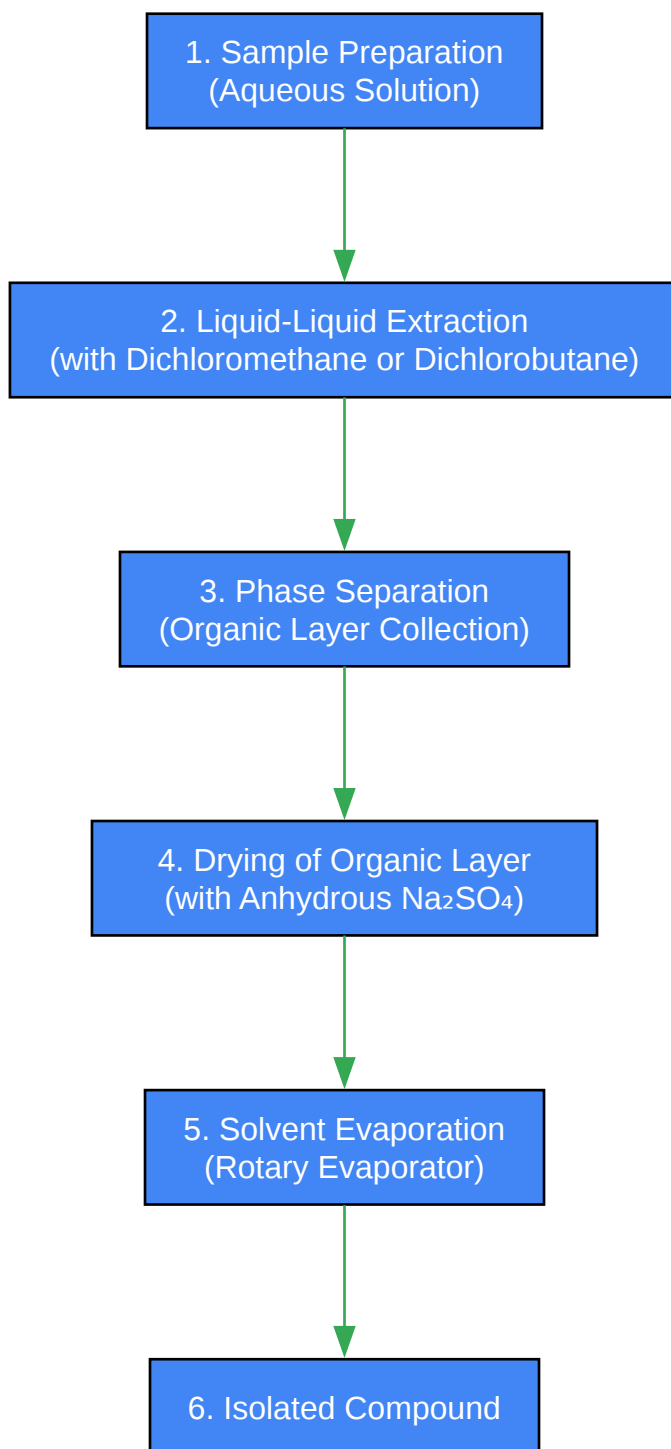 1. Sample Preparation
(Aqueous Solution)
2. Liquid-Liquid Extraction
(with Dichloromethane or Dichlorobutane)
3. Phase Separation
(Organic Layer Collection)
4. Drying of Organic Layer
(with Anhydrous Na₂SO₄)
5. Solvent Evaporation
(Rotary Evaporator)
6. Isolated Compound